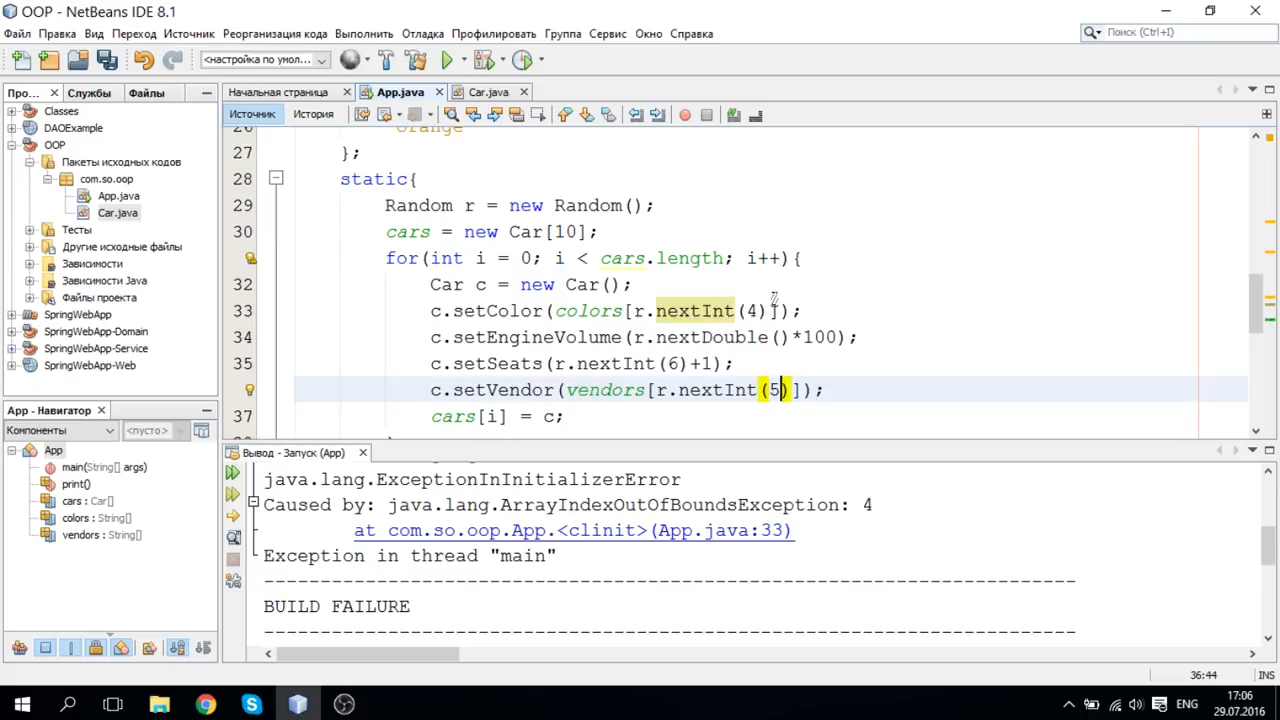 OOP - NetBeans IDE 8.1
Файл Правка Вид Переход Источник Реорганизация кода Выполнить Отладка Профилировать Группа Сервис Окно Справка
Поиск (Ctrl+I)
<настройка по умол...
Про... Службы Файлы
Начальная страница App.java Car.java
Источник История
Classes
DAOExample
OOP
Пакеты исходных кодов
com.so.oop
App.java
Car.java
Тесты
Другие исходные файлы
Зависимости
Зависимости Java
Файлы проекта
SpringWebApp
SpringWebApp-Domain
SpringWebApp-Service
SpringWebApp-Web
26 "Orange"
27 };
28 static{
29 Random r = new Random();
30 cars = new Car[10];
for(int i = 0; i < cars.length; i++){
32 Car c = new Car();
33 c.setColor(colors[r.nextInt(4)]);
34 c.setEngineVolume(r.nextDouble()*100);
35 c.setSeats(r.nextInt(6)+1);
c.setVendor(vendors[r.nextInt(5)]);
37 cars[i] = c;
App - Навигатор
Компоненты <пусто>
App
main(String[] args)
print()
cars : Car[]
colors : String[]
vendors : String[]
Вывод - Запуск (App)
java.lang.ExceptionInInitializerError
Caused by: java.lang.ArrayIndexOutOfBoundsException: 4
at com.so.oop.App.<clinit>(App.java:33)
Exception in thread "main"
------------------------------------------------------------------------
BUILD FAILURE
------------------------------------------------------------------------
36:44 INS
ENG
17:06
29.07.2016